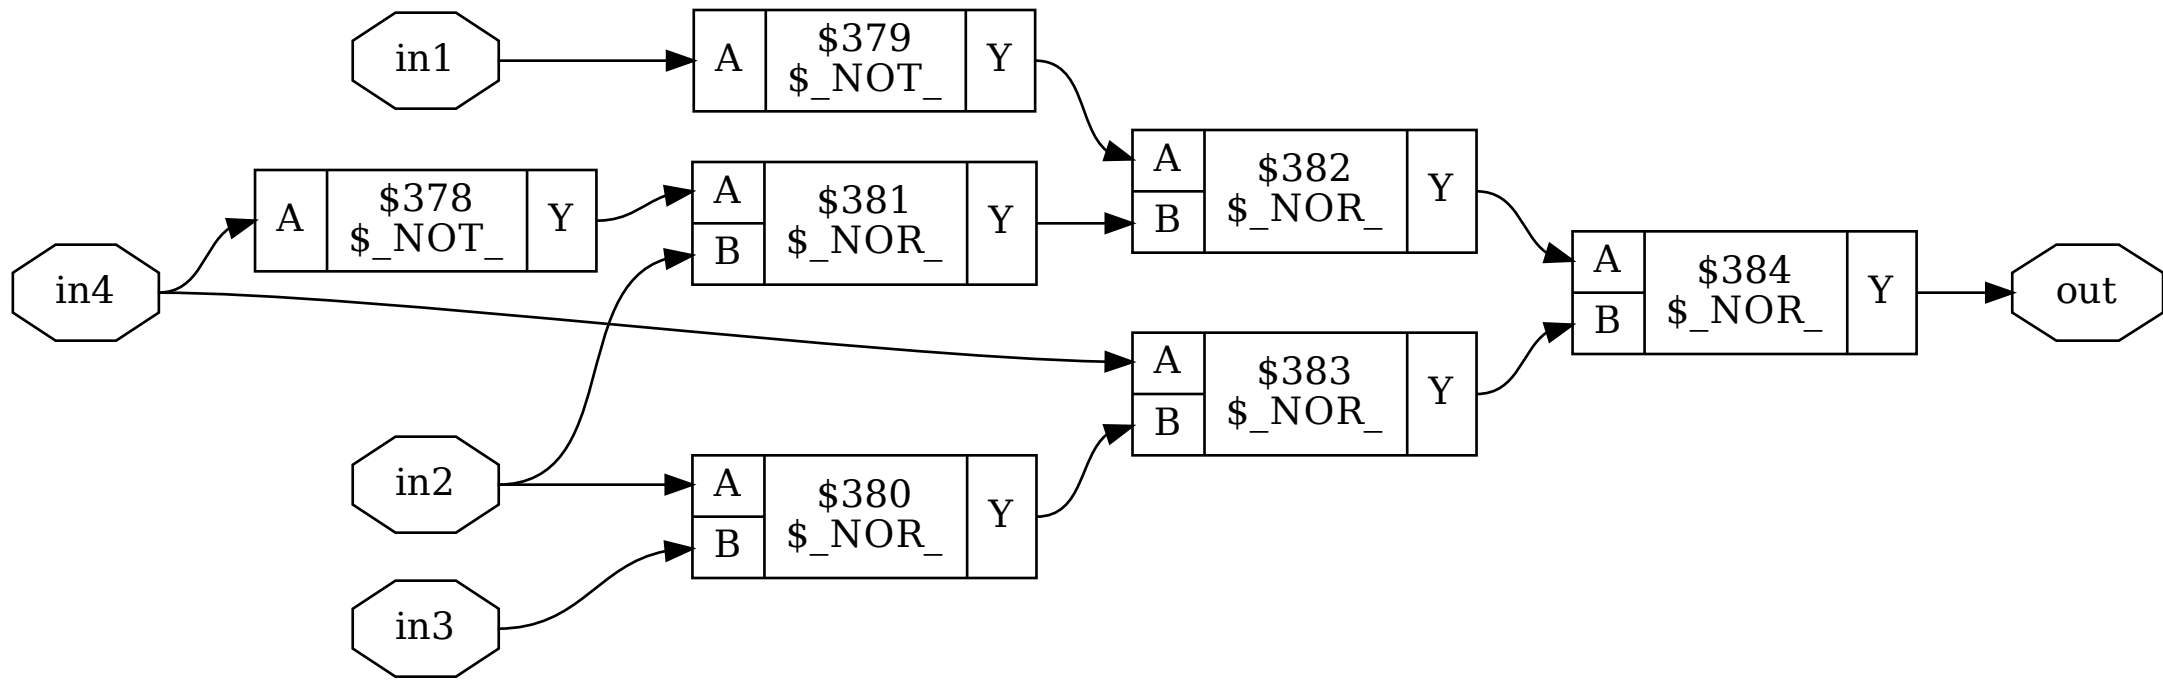 in1
A
$379
$_NOT_
Y
in4
A
$378
$_NOT_
Y
A
B
$381
$_NOR_
Y
A
B
$382
$_NOR_
Y
in2
in3
A
B
$380
$_NOR_
Y
A
B
$383
$_NOR_
Y
A
B
$384
$_NOR_
Y
out